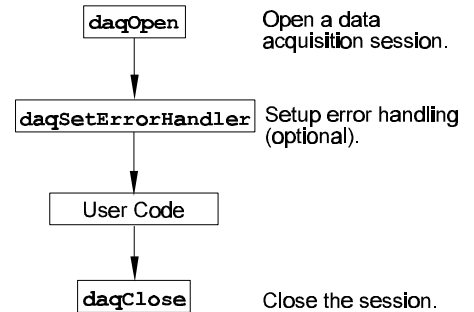 daqOpen
Open a data
acquisition session.
daqSetErrorHandler
Setup error handling
(optional).
User Code
daqClose
Close the session.